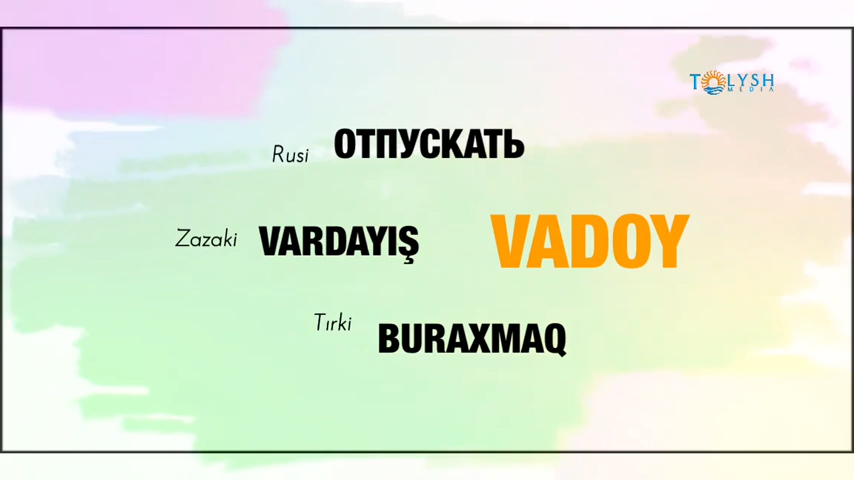 TOLYSH
MEDIA
Rusi ОТПУСКАТЬ
Zazaki VARDAYIŞ
VADOY
Tırki BURAXMAQ